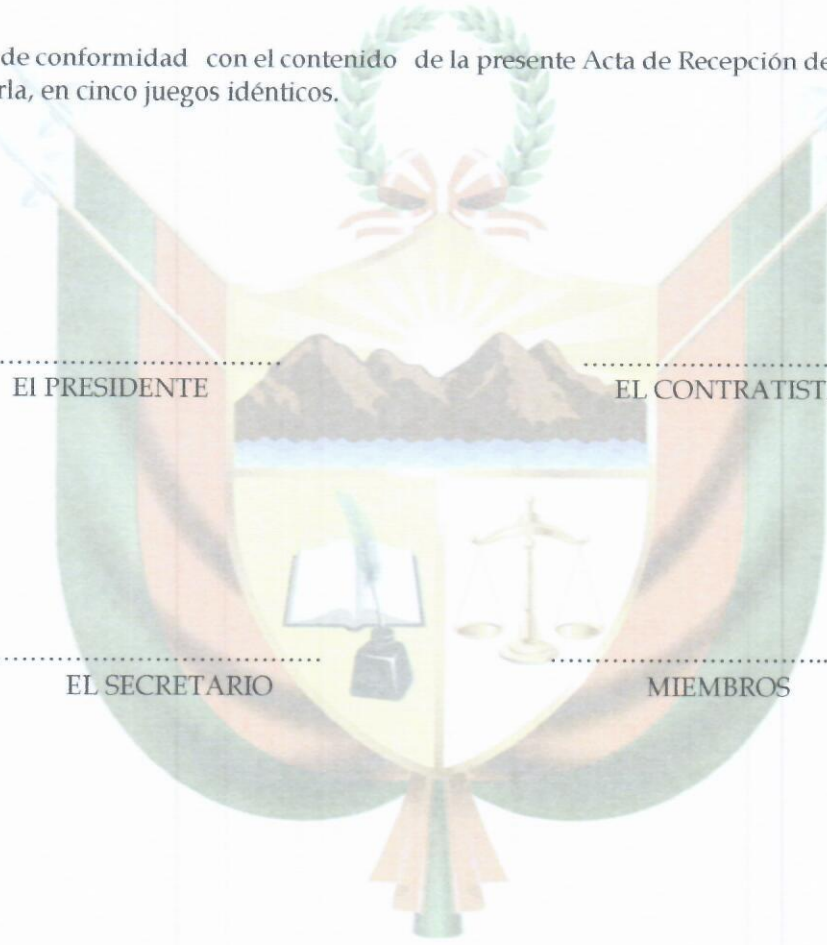 de conformidad con el contenido de la presente Acta de Recepción de
rla, en cinco juegos idénticos.
El PRESIDENTE
EL CONTRATIST
EL SECRETARIO
MIEMBROS